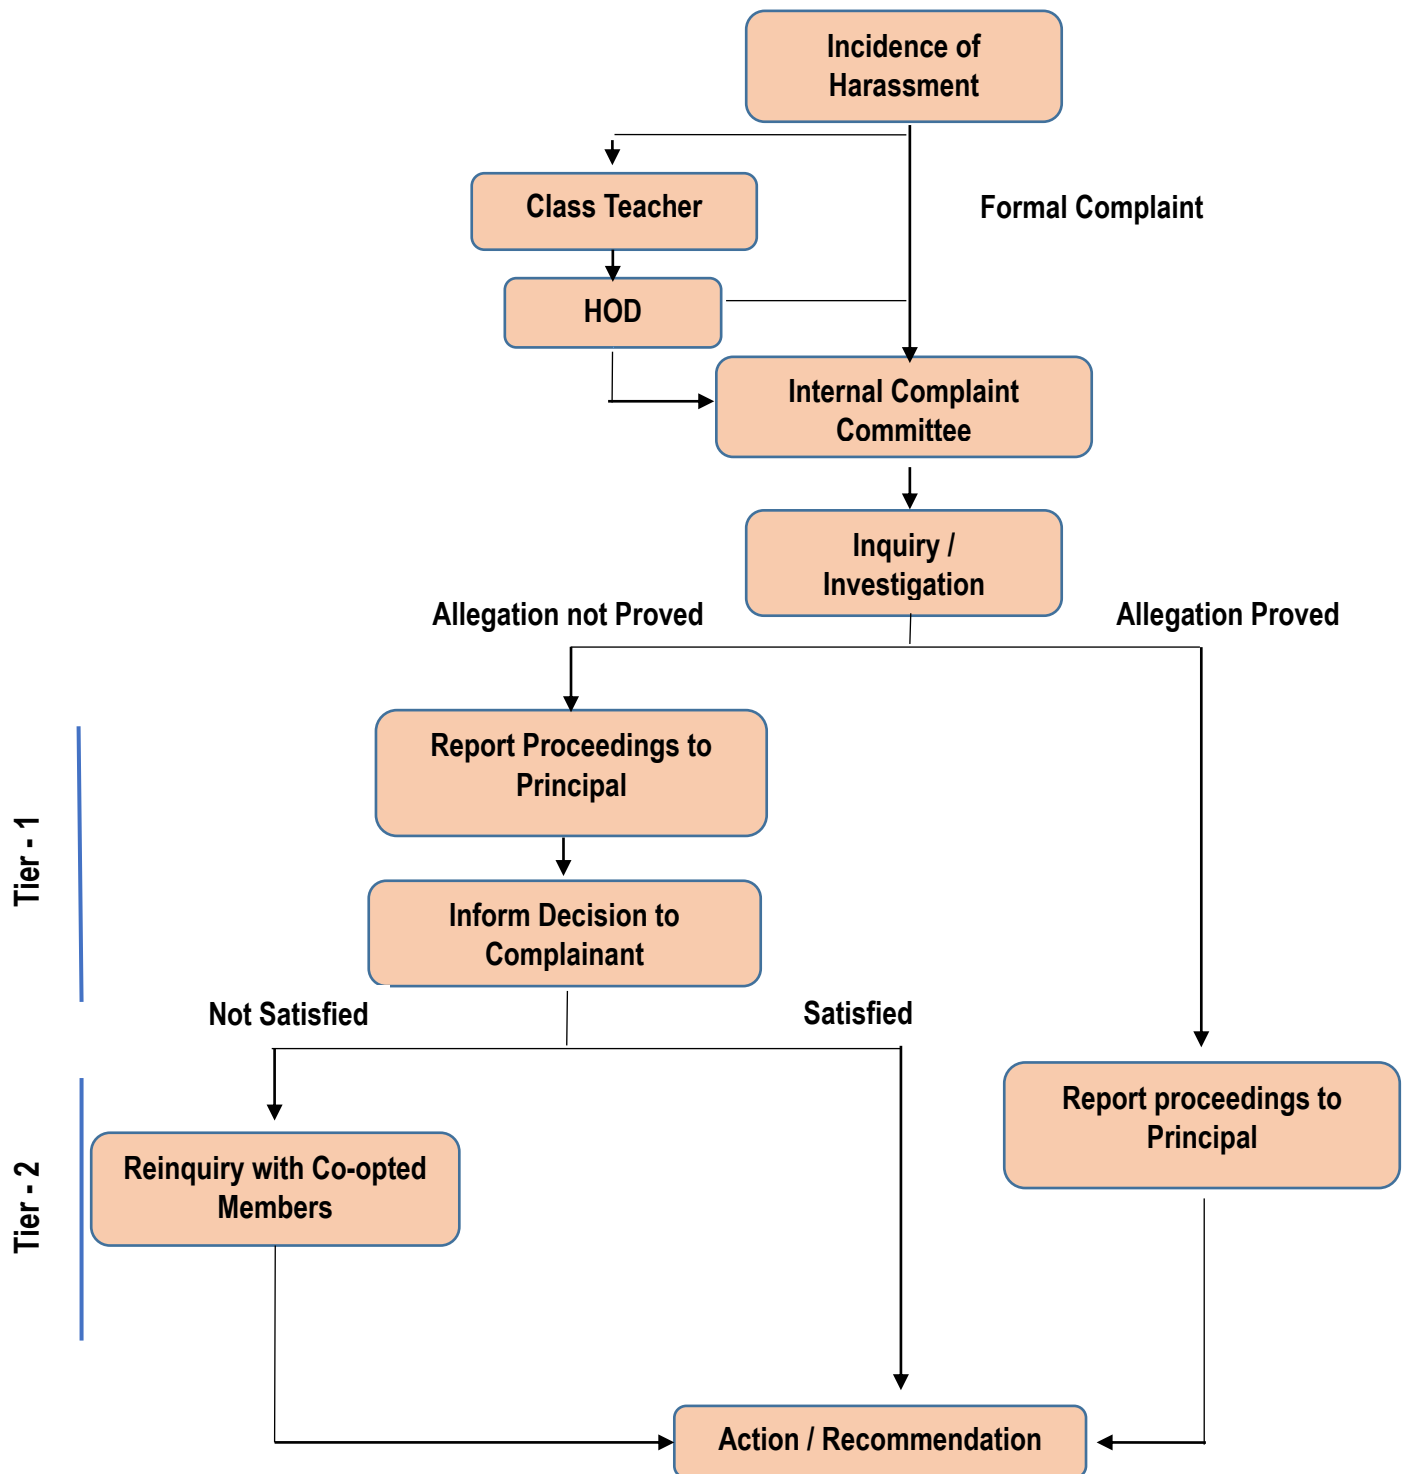 Incidence of
Harassment
Class Teacher
Formal Complaint
HOD
Internal Complaint
Committee
Inquiry /
Investigation
Allegation not Proved
Allegation Proved
Report Proceedings to
Principal
Tier - 1
Inform Decision to
Complainant
Not Satisfied
Satisfied
Report proceedings to
Principal
Tier - 2
Reinquiry with Co-opted
Members
Action / Recommendation